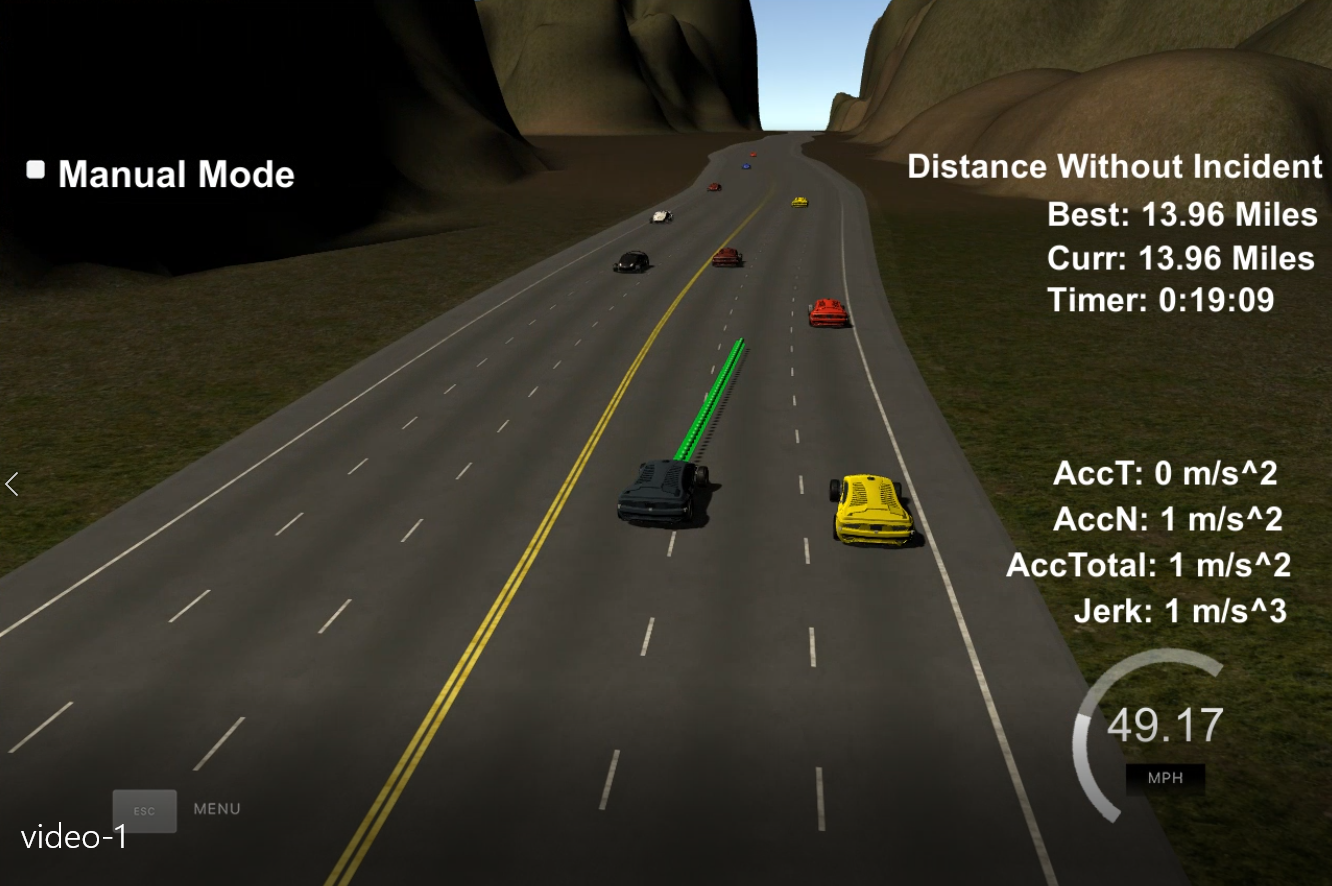 Manual Mode
Distance Without Incident
Best: 13.96 Miles
Curr: 13.96 Miles
Timer: 0:19:09
AccT: 0 m/s^2
AccN: 1 m/s^2
AccTotal: 1 m/s^2
Jerk: 1 m/s^3
49.17
MPH
ESC MENU
video-1